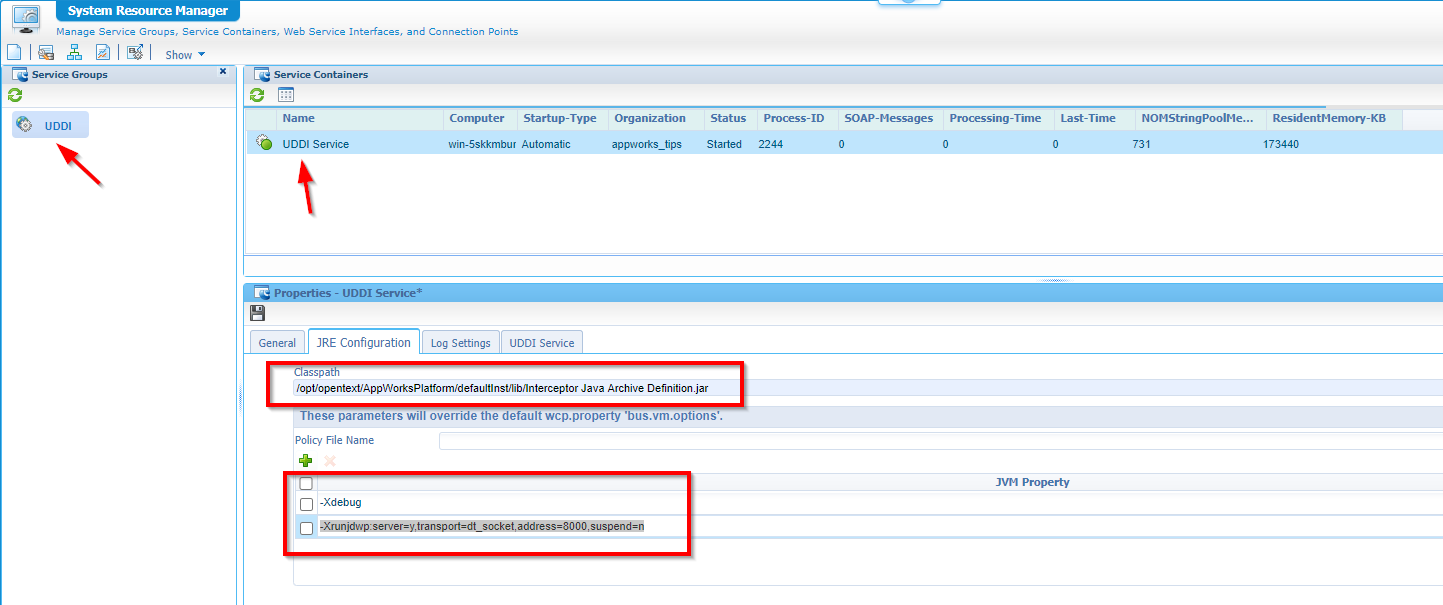 System Resource Manager
Manage Service Groups, Service Containers, Web Service Interfaces, and Connection Points
Show
Service Groups
UDDI
Service Containers
Name Computer Startup-Type Organization Status Process-ID SOAP-Messages Processing-Time Last-Time NOMStringPoolMe... ResidentMemory-KB
UDDI Service win-5skkmbur Automatic appworks_tips Started 2244 0 0 0 731 173440
Properties - UDDI Service*
General JRE Configuration Log Settings UDDI Service
Classpath
/opt/opentext/AppWorksPlatform/defaultInst/lib/Interceptor Java Archive Definition.jar
These parameters will override the default wcp.property 'bus.vm.options'.
Policy File Name
JVM Property
-Xdebug
-Xrunjdwp:server=y,transport=dt_socket,address=8000,suspend=n